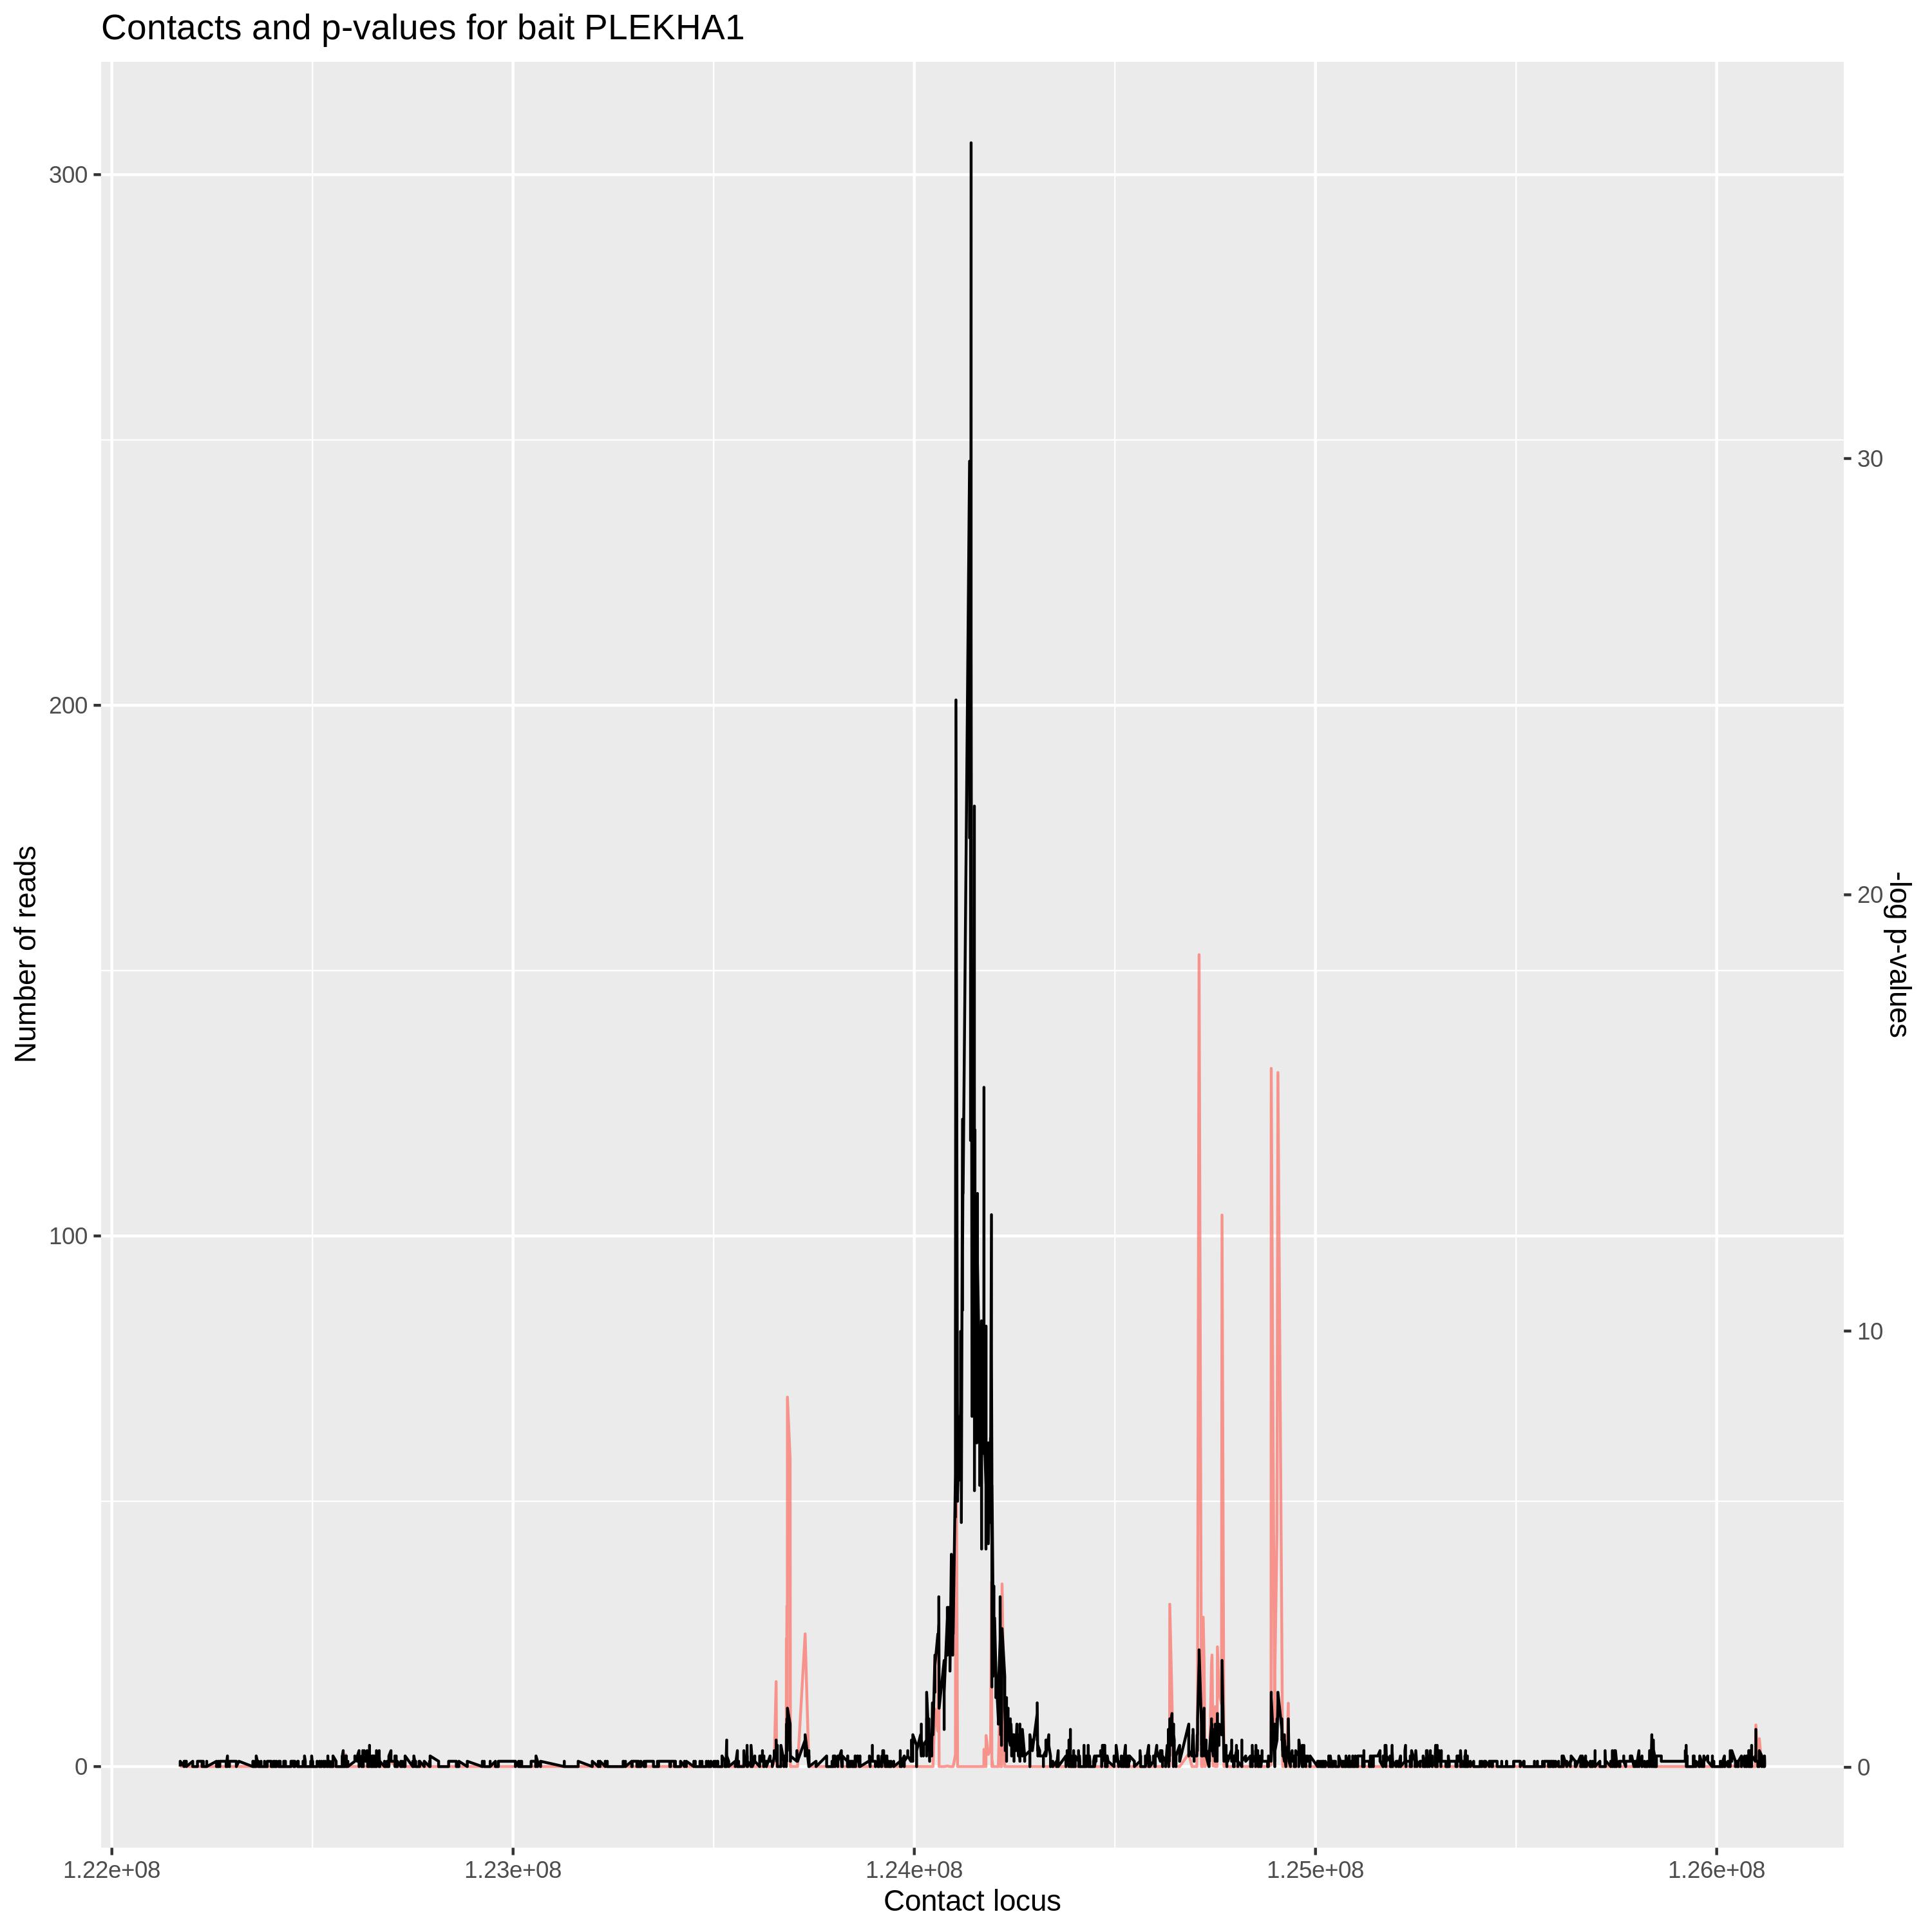 Contacts and p-values for bait PLEKHA1
300
200
100
0
Number of reads
30
20
10
0
-log p-values
1.22e+08
1.23e+08
1.24e+08
1.25e+08
1.26e+08
Contact locus